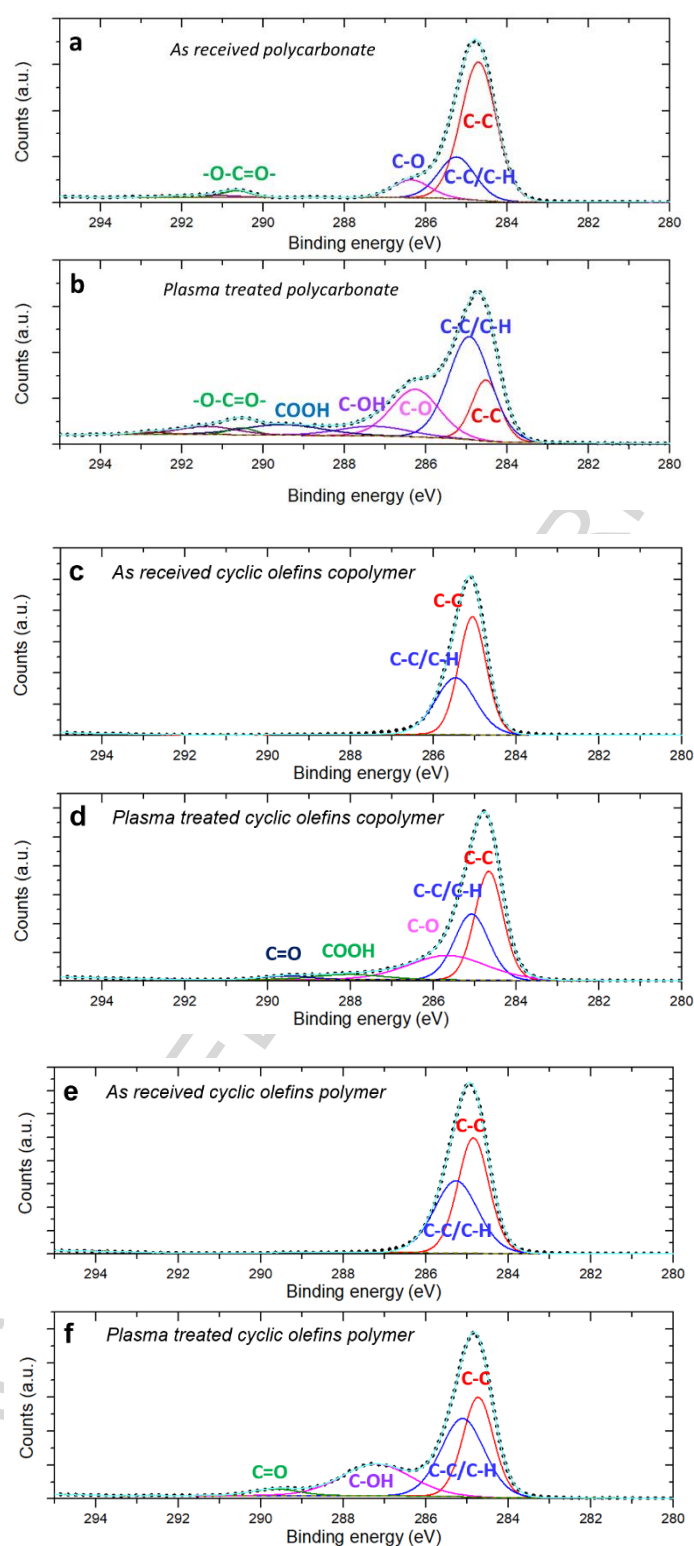 a
As received polycarbonate
C-C
-O-C=O-
C-O
C-C/C-H
Counts (a.u.)
294 292 290 288 286 284 282 280
Binding energy (eV)
b
Plasma treated polycarbonate
C-C/C-H
-O-C=O-
COOH
C-OH
C-O
C-C
Counts (a.u.)
294 292 290 288 286 284 282 280
Binding energy (eV)
c
As received cyclic olefins copolymer
C-C
C-C/C-H
Counts (a.u.)
294 292 290 288 286 284 282 280
Binding energy (eV)
d
Plasma treated cyclic olefins copolymer
C-C
C-C/C-H
C-O
C=O
COOH
Counts (a.u.)
294 292 290 288 286 284 282 280
Binding energy (eV)
e
As received cyclic olefins polymer
C-C
C-C/C-H
Counts (a.u.)
294 292 290 288 286 284 282 280
Binding energy (eV)
f
Plasma treated cyclic olefins polymer
C-C
C=O
C-OH
C-C/C-H
Counts (a.u.)
294 292 290 288 286 284 282 280
Binding energy (eV)